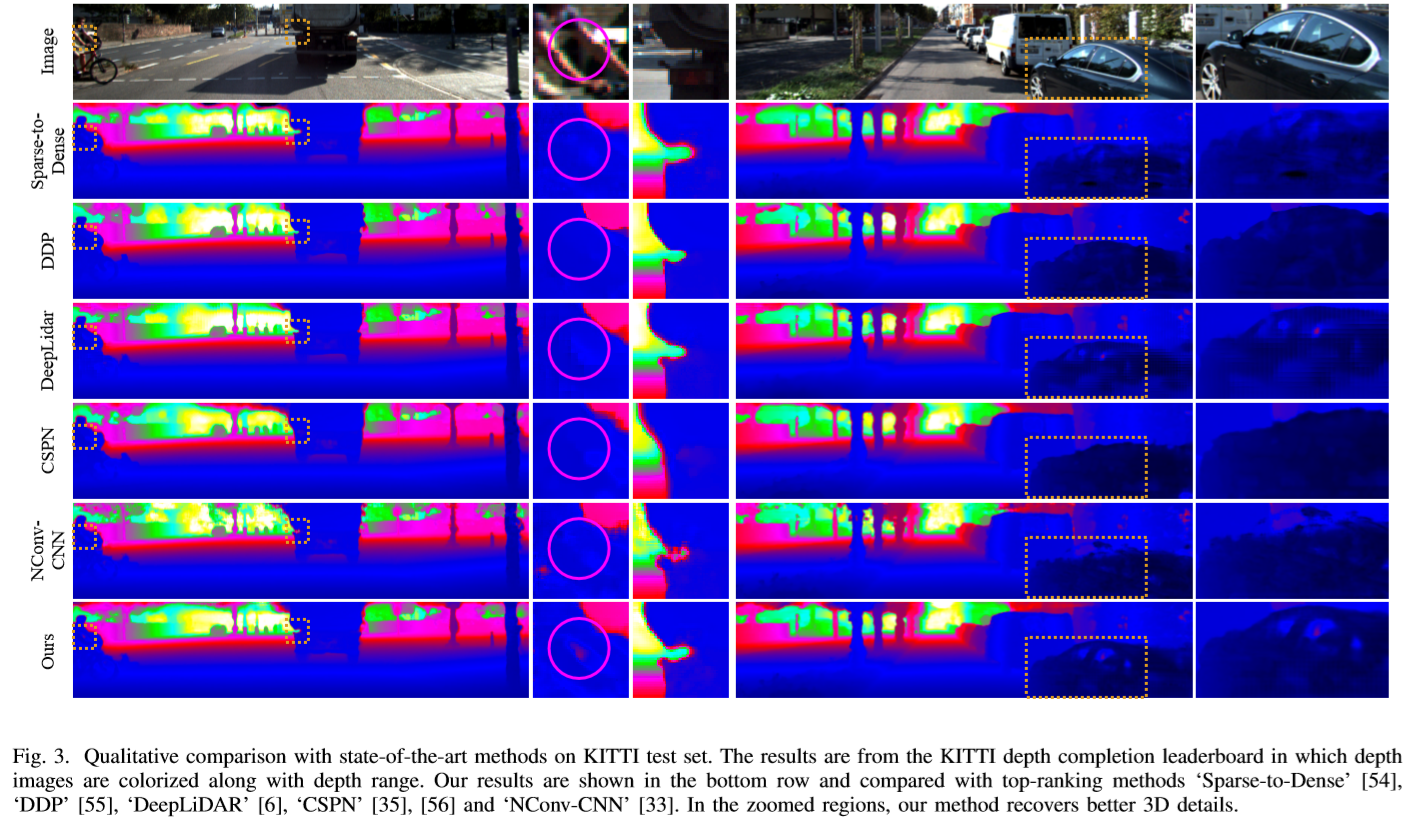 Image
Sparse-to-
Dense
DDP
DeepLidar
CSPN
NConv-
CNN
Ours
Fig. 3. Qualitative comparison with state-of-the-art methods on KITTI test set. The results are from the KITTI depth completion leaderboard in which depth
images are colorized along with depth range. Our results are shown in the bottom row and compared with top-ranking methods ‘Sparse-to-Dense’ [54],
‘DDP’ [55], ‘DeepLiDAR’ [6], ‘CSPN’ [35], [56] and ‘NConv-CNN’ [33]. In the zoomed regions, our method recovers better 3D details.